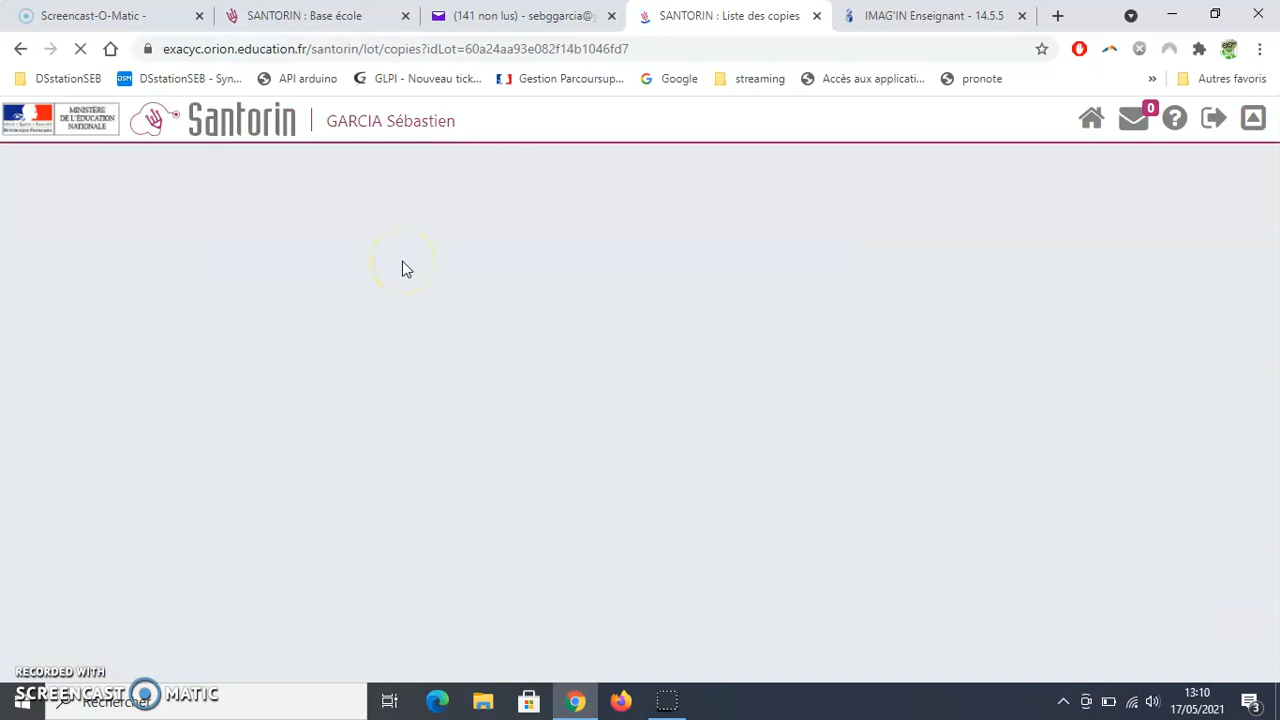 Screencast-O-Matic -
SANTORIN : Base école
(141 non lus) - sebggarcia@y
SANTORIN : Liste des copies
IMAG'IN Enseignant - 14.5.5
exacyc.orion.education.fr/santorin/lot/copies?idLot=60a24aa93e082f14b1046fd7
DSstationSEB
DSM
DSstationSEB - Syn...
API arduino
GLPI - Nouveau tick...
Gestion Parcoursup...
Google
streaming
Accès aux applicati...
pronote
»
Autres favoris
MINISTÈRE
DE L'ÉDUCATION
NATIONALE
Santorin
GARCIA Sébastien
0
RECORDED WITH
SCREENCAST O MATIC
Rechercher
13:10
17/05/2021
3